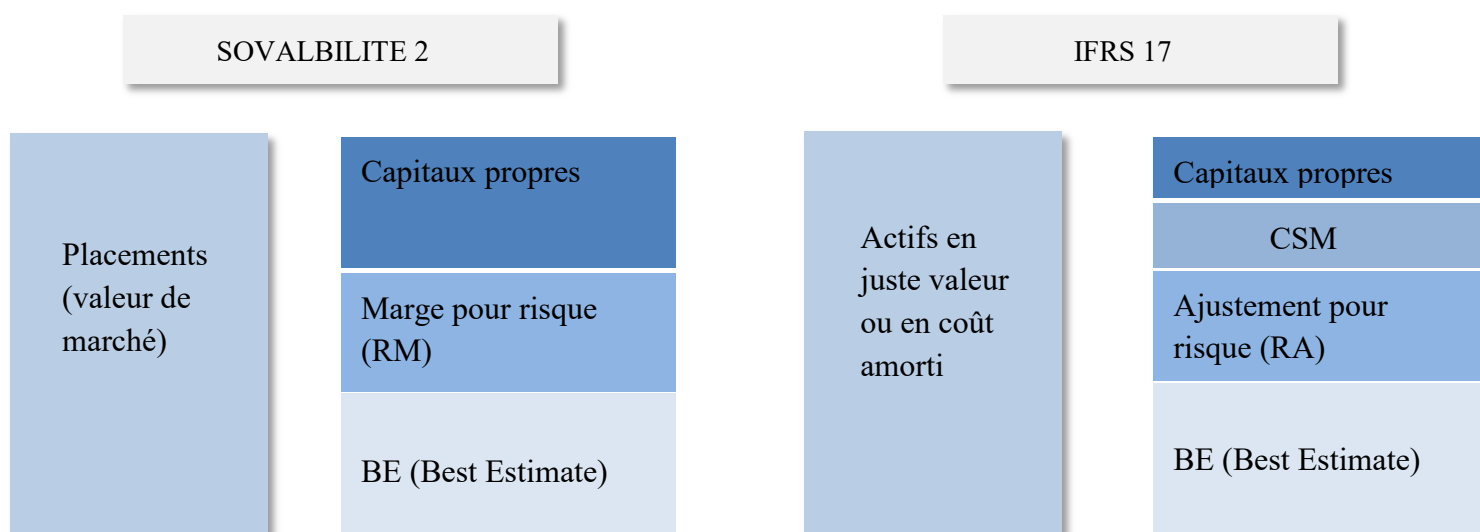 SOVALBILITE 2
IFRS 17
Placements
(valeur de
marché)
Capitaux propres
Marge pour risque
(RM)
BE (Best Estimate)
Actifs en
juste valeur
ou en coût
amorti
Capitaux propres
CSM
Ajustement pour
risque (RA)
BE (Best Estimate)